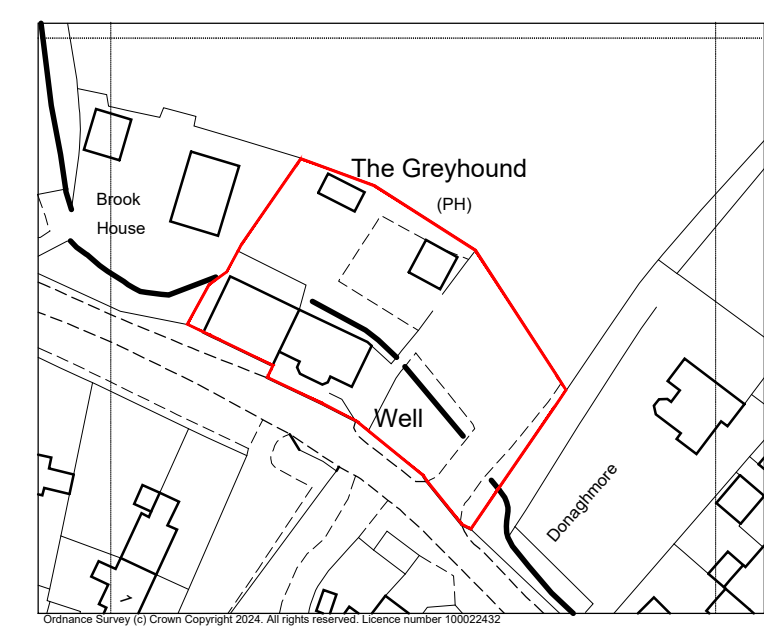 The Greyhound
(PH)
Brook
House
Well
Donaghmore
1
Ordnance Survey (c) Crown Copyright 2024. All rights reserved. Licence number 100022432